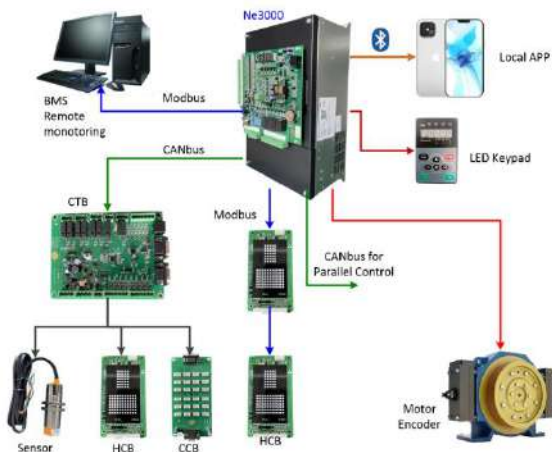 Ne3000
Local APP
BMS
Remote
monotoring
Modbus
CANbus
LED Keypad
CTB
Modbus
CANbus for
Parallel Control
Motor
Encoder
Sensor
HCB
CCB
HCB